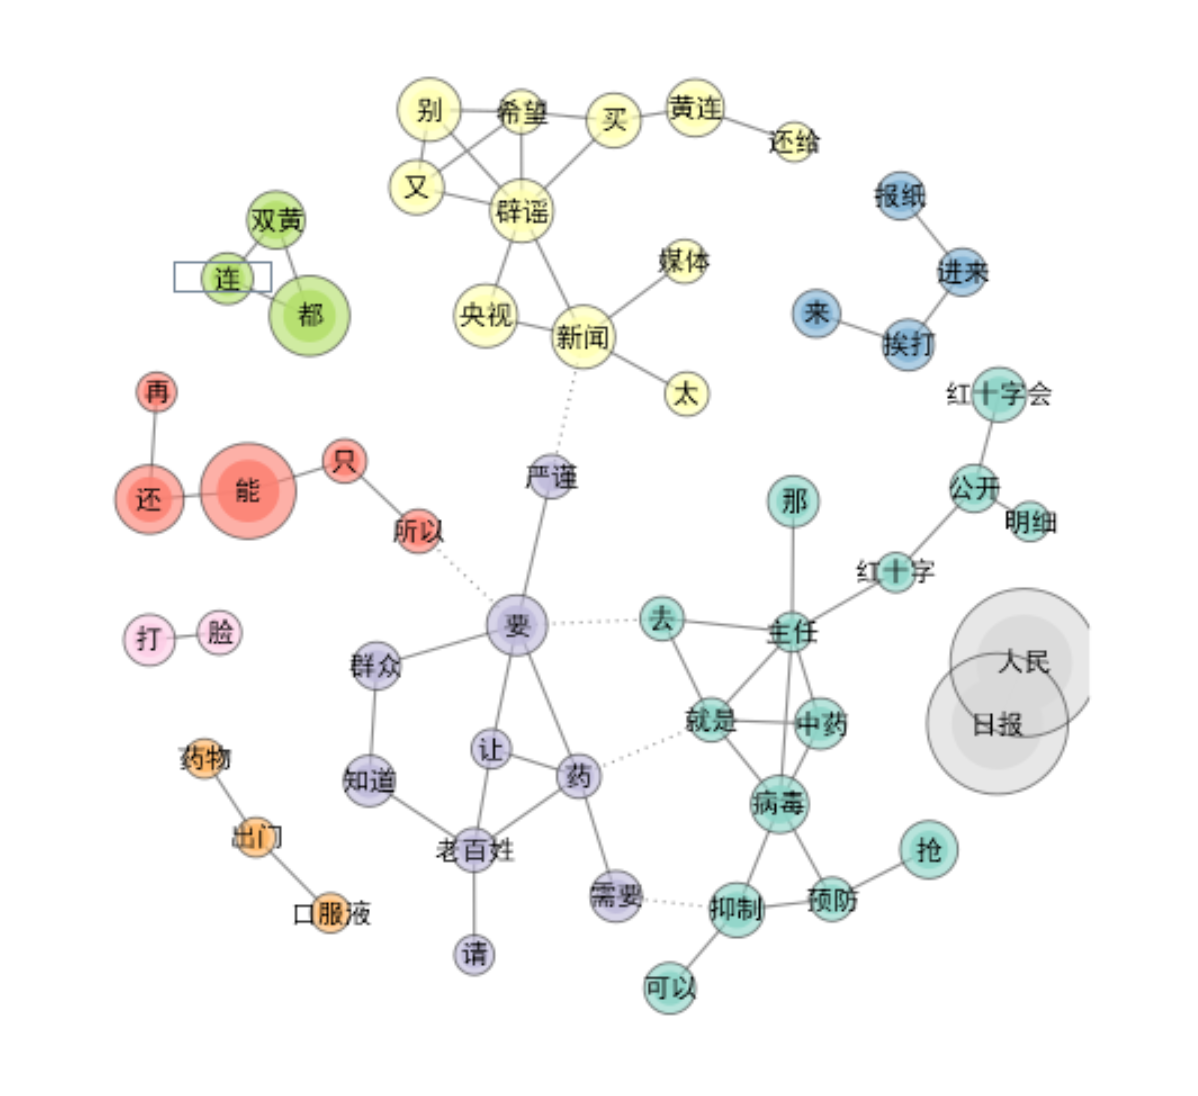 别
希望
买
黄连
还给
又
辟谣
报纸
双黄
媒体
进来
连
都
央视
新闻
来
挨打
再
太
红十字会
只
严谨
还
能
公开
那
明细
所以
红十字
去
要
主任
打
脸
人民
群众
就是
中药
日报
让
药物
知道
药
病毒
出门
老百姓
抢
口服液
需要
抑制
预防
请
可以